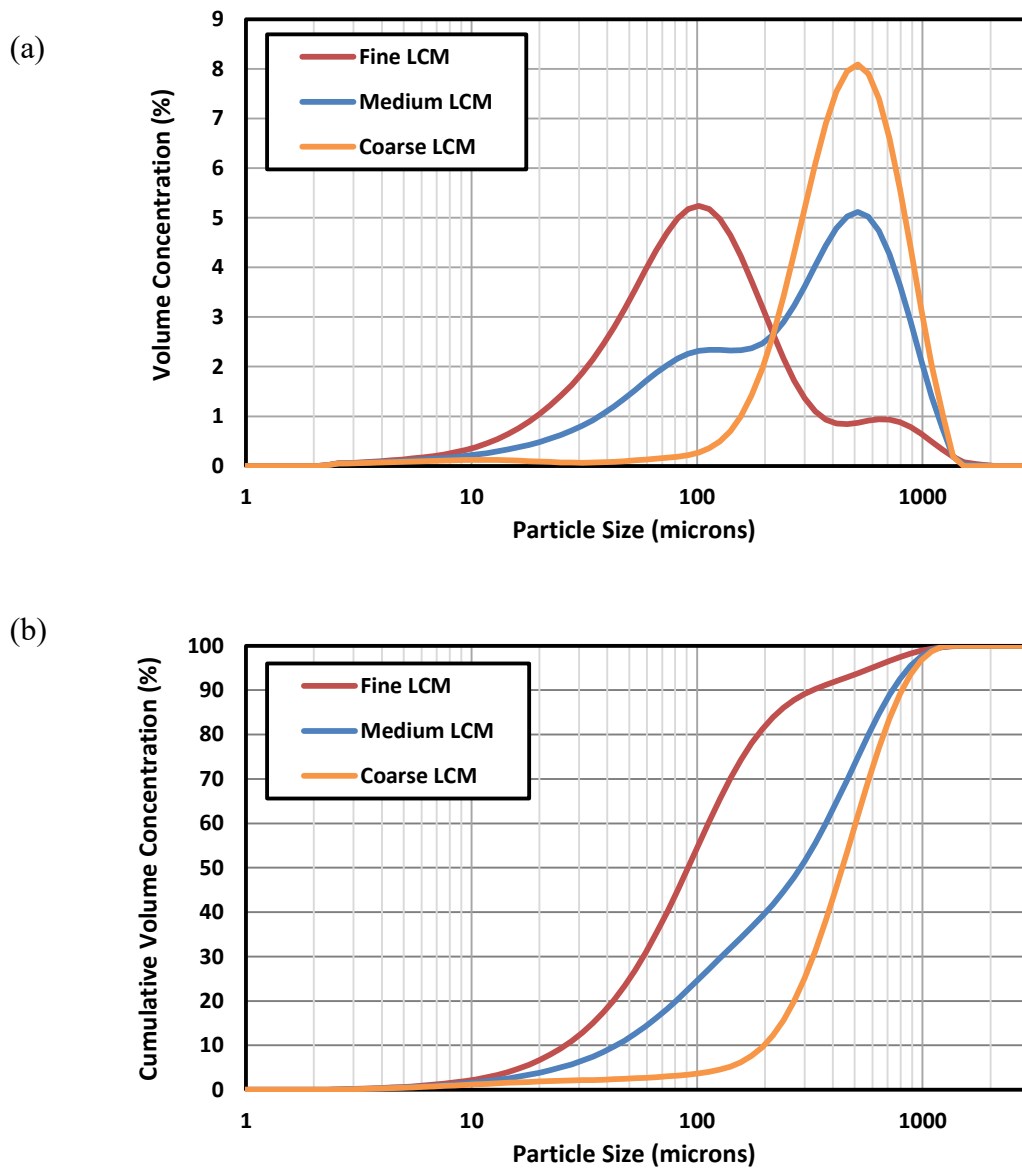 (a)
Volume Concentration (%)
9
8
7
6
5
4
3
2
1
0
Fine LCM
Medium LCM
Coarse LCM
1 10 100 1000
Particle Size (microns)
(b)
Cumulative Volume Concentration (%)
100
90
80
70
60
50
40
30
20
10
0
Fine LCM
Medium LCM
Coarse LCM
1 10 100 1000
Particle Size (microns)